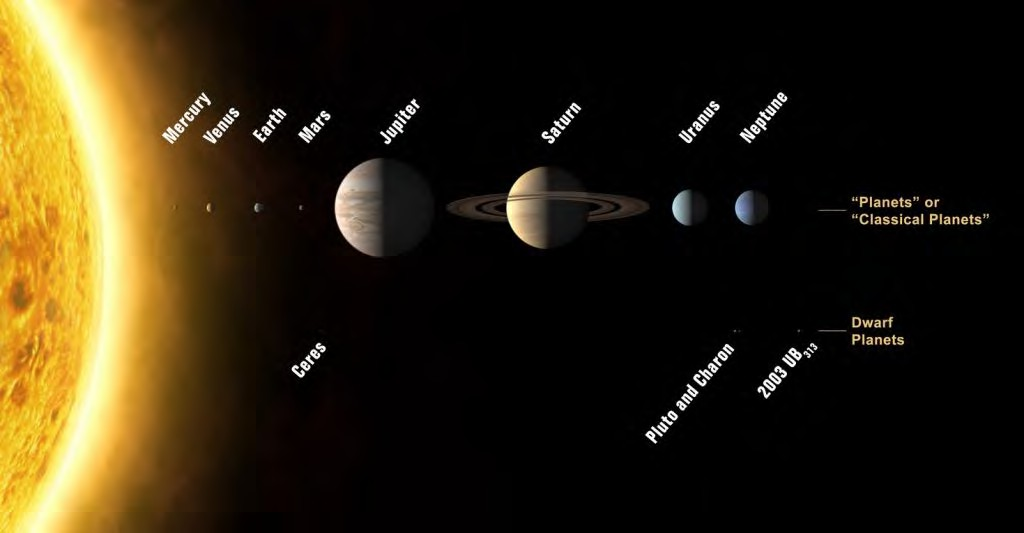 Mercury
Venus
Earth
Mars
Jupiter
Saturn
Uranus
Neptune
“Planets” or
“Classical Planets”
Dwarf
Planets
Ceres
Pluto and Charon
2003 UB313